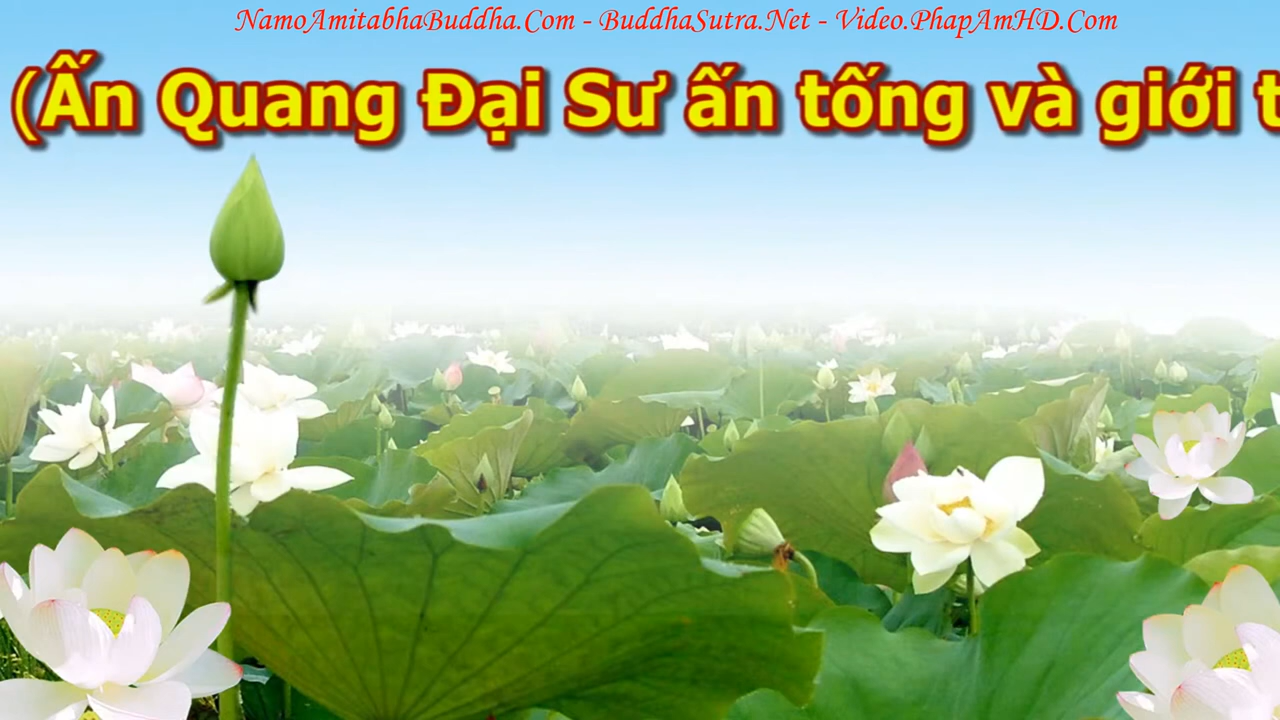 NamoAmitabhaBuddha.Com - BuddhaSutra.Net - Video.PhapAmHD.Com
(Ấn Quang Đại Sư ấn tống và giới